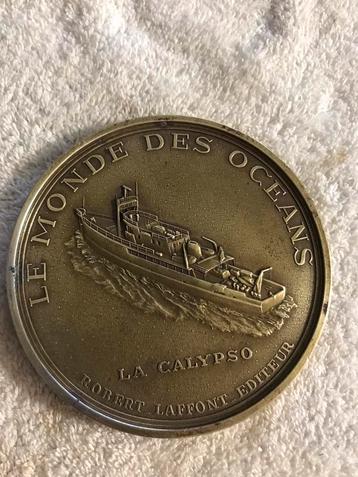 LE MONDE DES OCEANS
LA CALYPSO
ROBERT LAFFONT EDITEUR